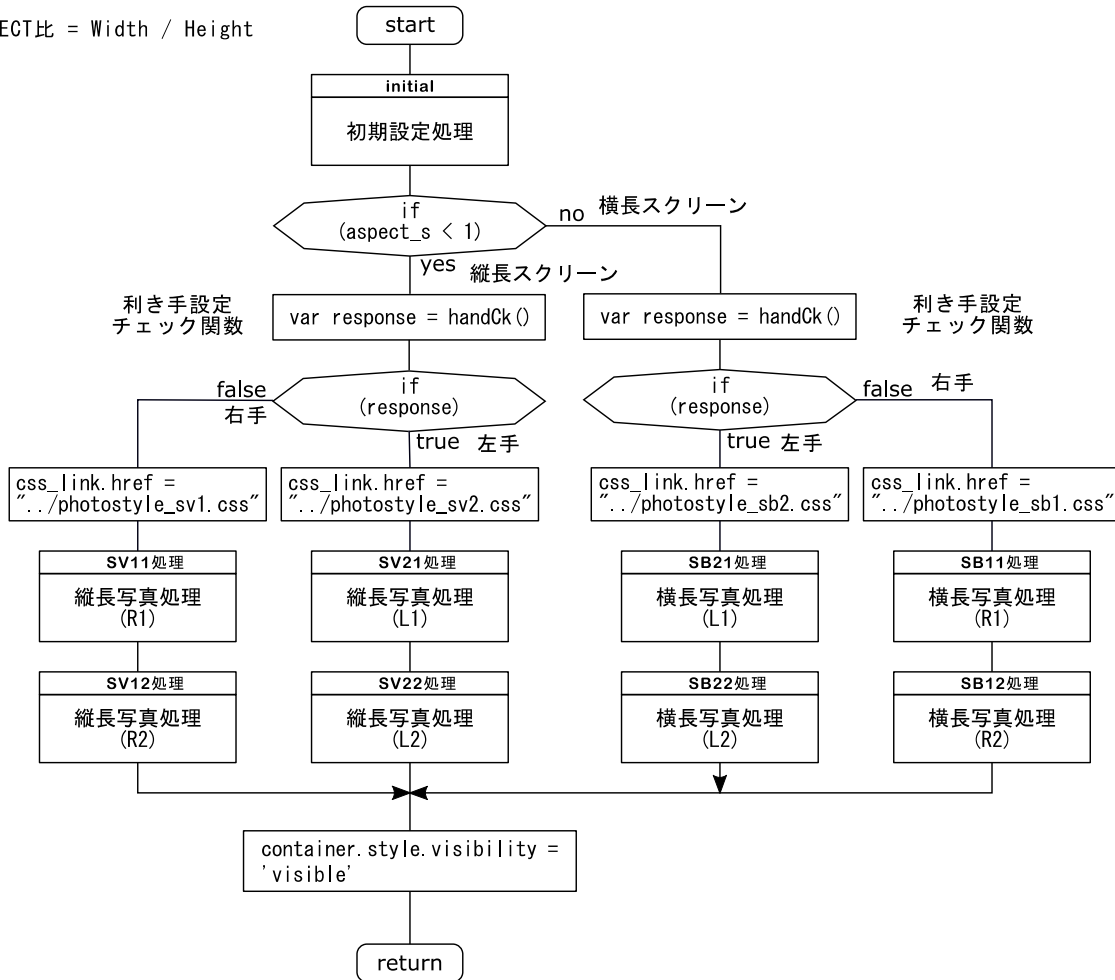 ECT比 = Width / Height
start
initial
初期設定処理
if
(aspect_s < 1)
no 横長スクリーン
yes 縦長スクリーン
利き手設定
チェック関数
var response = handCk()
var response = handCk()
利き手設定
チェック関数
false
右手
if
(response)
true 左手
if
(response)
false 右手
true 左手
css_link.href =
"../photostyle_sv1.css"
css_link.href =
"../photostyle_sv2.css"
css_link.href =
"../photostyle_sb2.css"
css_link.href =
"../photostyle_sb1.css"
SV11処理
縦長写真処理
(R1)
SV21処理
縦長写真処理
(L1)
SB21処理
横長写真処理
(L1)
SB11処理
横長写真処理
(R1)
SV12処理
縦長写真処理
(R2)
SV22処理
縦長写真処理
(L2)
SB22処理
横長写真処理
(L2)
SB12処理
横長写真処理
(R2)
container.style.visibility =
'visible'
return